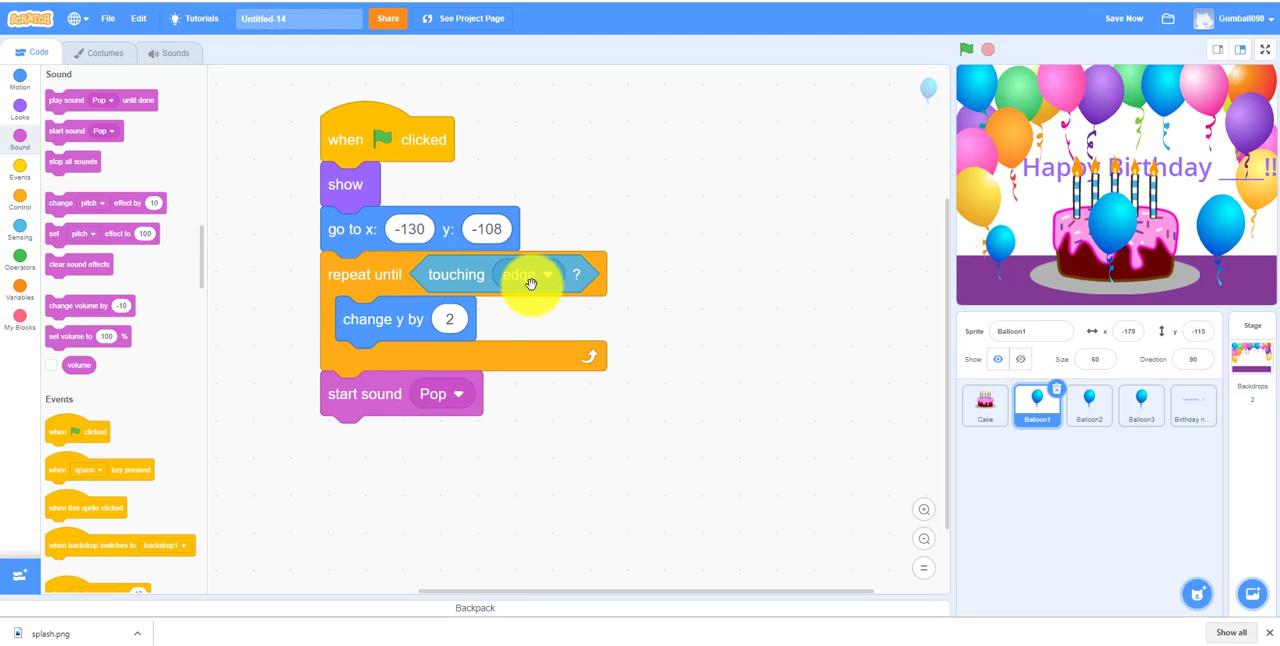 SCRATCH File Edit Tutorials Untitled-14 Share See Project Page Save Now Gumball098
Code Costumes Sounds
Motion
Looks
Sound
Events
Control
Sensing
Operators
Variables
My Blocks
Sound
play sound Pop until done
start sound Pop
stop all sounds
change pitch effect by 10
set pitch effect to 100
clear sound effects
change volume by -10
set volume to 100 %
volume
Events
when clicked
when space key pressed
when this sprite clicked
when backdrop switches to backdrop1
when clicked
show
go to x: -130 y: -108
repeat until touching edge ?
change y by 2
start sound Pop
Happy Birthday ____!!
Sprite Balloon1 x -179 y -115
Show Size 60 Direction 90
Cake Balloon1 Balloon2 Balloon3 Birthday n...
Stage
Backdrops
2
Backpack
splash.png Show all